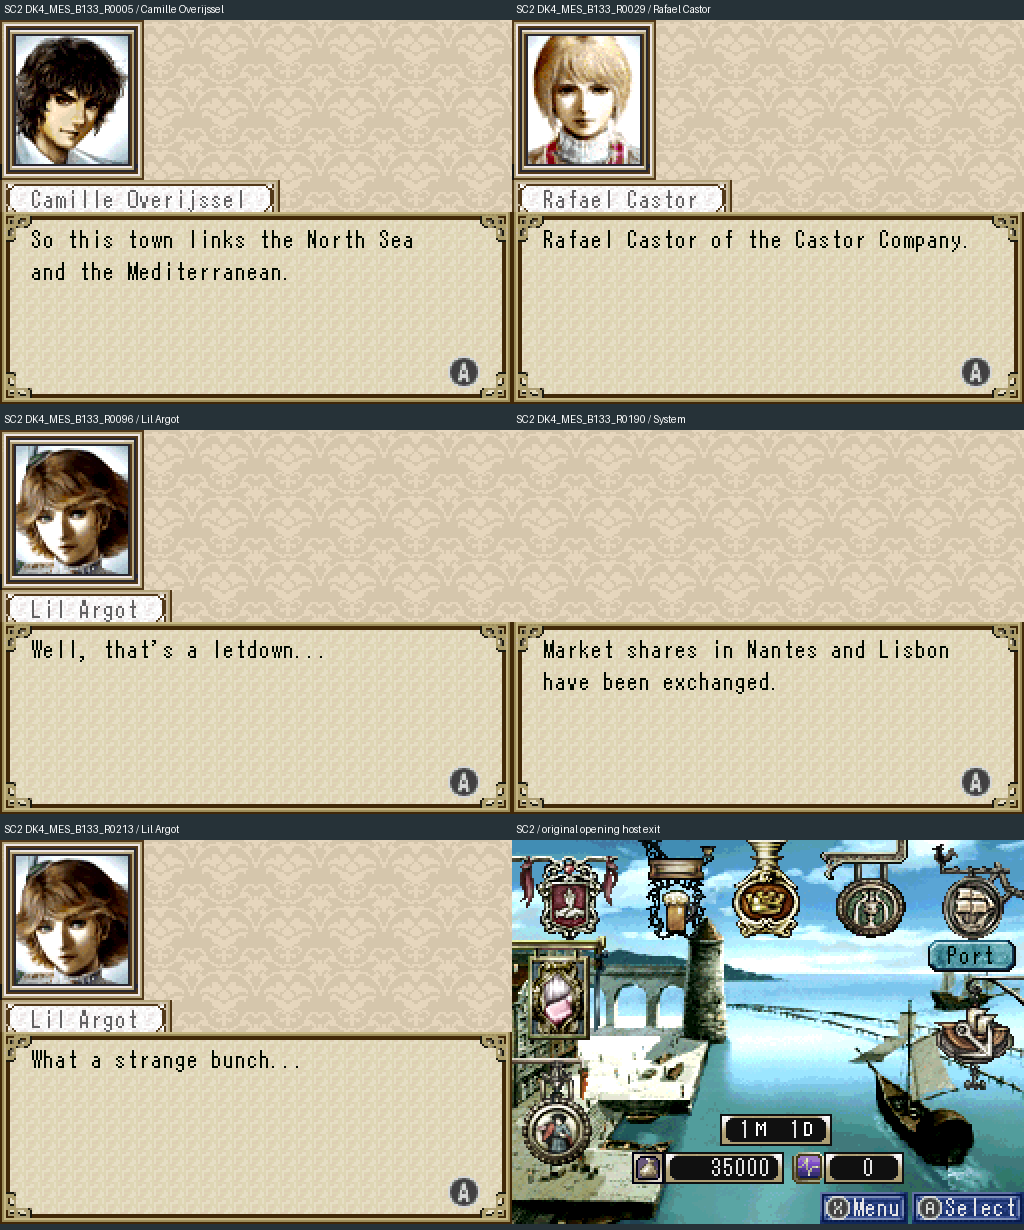 SC2 DK4_MES_B133_R0005 / Camille Overijssel
Camille Overijssel
So this town links the North Sea
and the Mediterranean.
A
SC2 DK4_MES_B133_R0029 / Rafael Castor
Rafael Castor
Rafael Castor of the Castor Company.
A
SC2 DK4_MES_B133_R0096 / Lil Argot
Lil Argot
Well, that's a letdown...
A
SC2 DK4_MES_B133_R0190 / System
Market shares in Nantes and Lisbon
have been exchanged.
A
SC2 DK4_MES_B133_R0213 / Lil Argot
Lil Argot
What a strange bunch...
A
SC2 / original opening host exit
Port
1M 1D
35000
0
X Menu
A Select